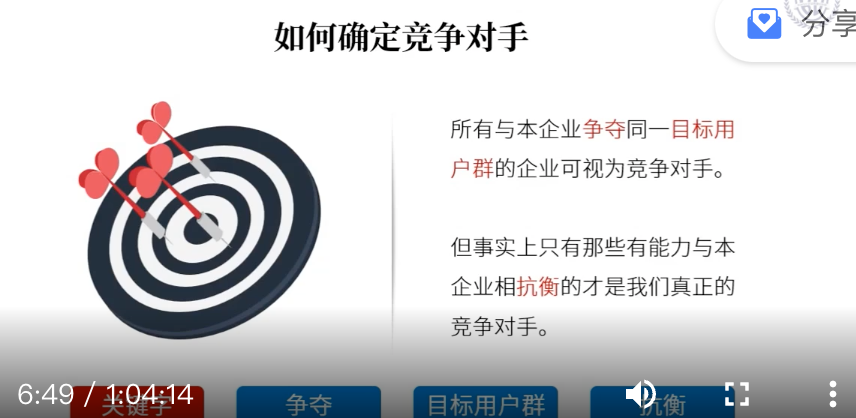 如何确定竞争对手
分享
所有与本企业争夺同一目标用
户群的企业可视为竞争对手。
但事实上只有那些有能力与本
企业相抗衡的才是我们真正的
竞争对手。
6:49 / 1:04:14
关键字
争夺
目标用户群
抗衡